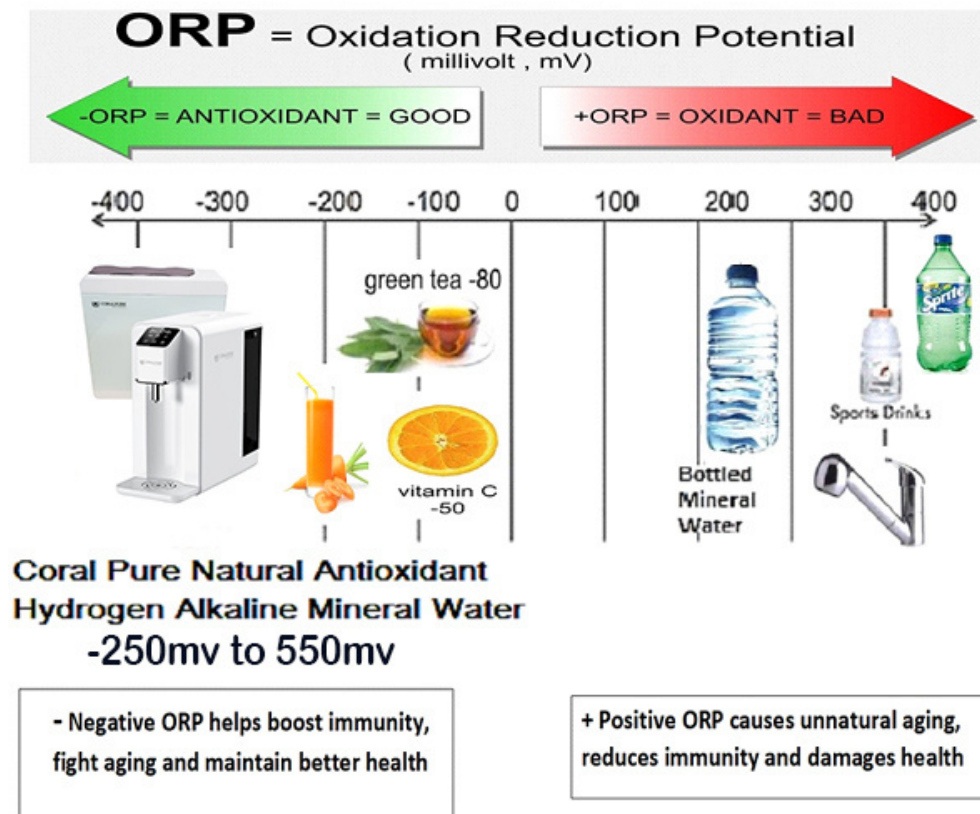 ORP = Oxidation Reduction Potential
( millivolt , mV)
-ORP = ANTIOXIDANT = GOOD
+ORP = OXIDANT = BAD
-400 -300 -200 -100 0 100 200 300 400
green tea -80
Sprite
Sports Drinks
vitamin C
-50
Bottled
Mineral
Water
Coral Pure Natural Antioxidant
Hydrogen Alkaline Mineral Water
-250mv to 550mv
- Negative ORP helps boost immunity,
fight aging and maintain better health
+ Positive ORP causes unnatural aging,
reduces immunity and damages health